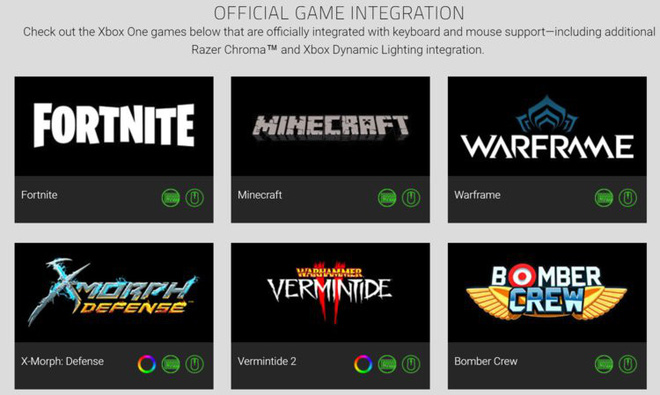 OFFICIAL GAME INTEGRATION
Check out the Xbox One games below that are officially integrated with keyboard and mouse support—including additional
Razer Chroma™ and Xbox Dynamic Lighting integration.
FORTNITE
Fortnite
MINECRAFT
Minecraft
WARFRAME
Warframe
X-MORPH
DEFENSE
X-Morph: Defense
WARHAMMER
VERMINTIDE
Vermintide 2
BOMBER
CREW
Bomber Crew